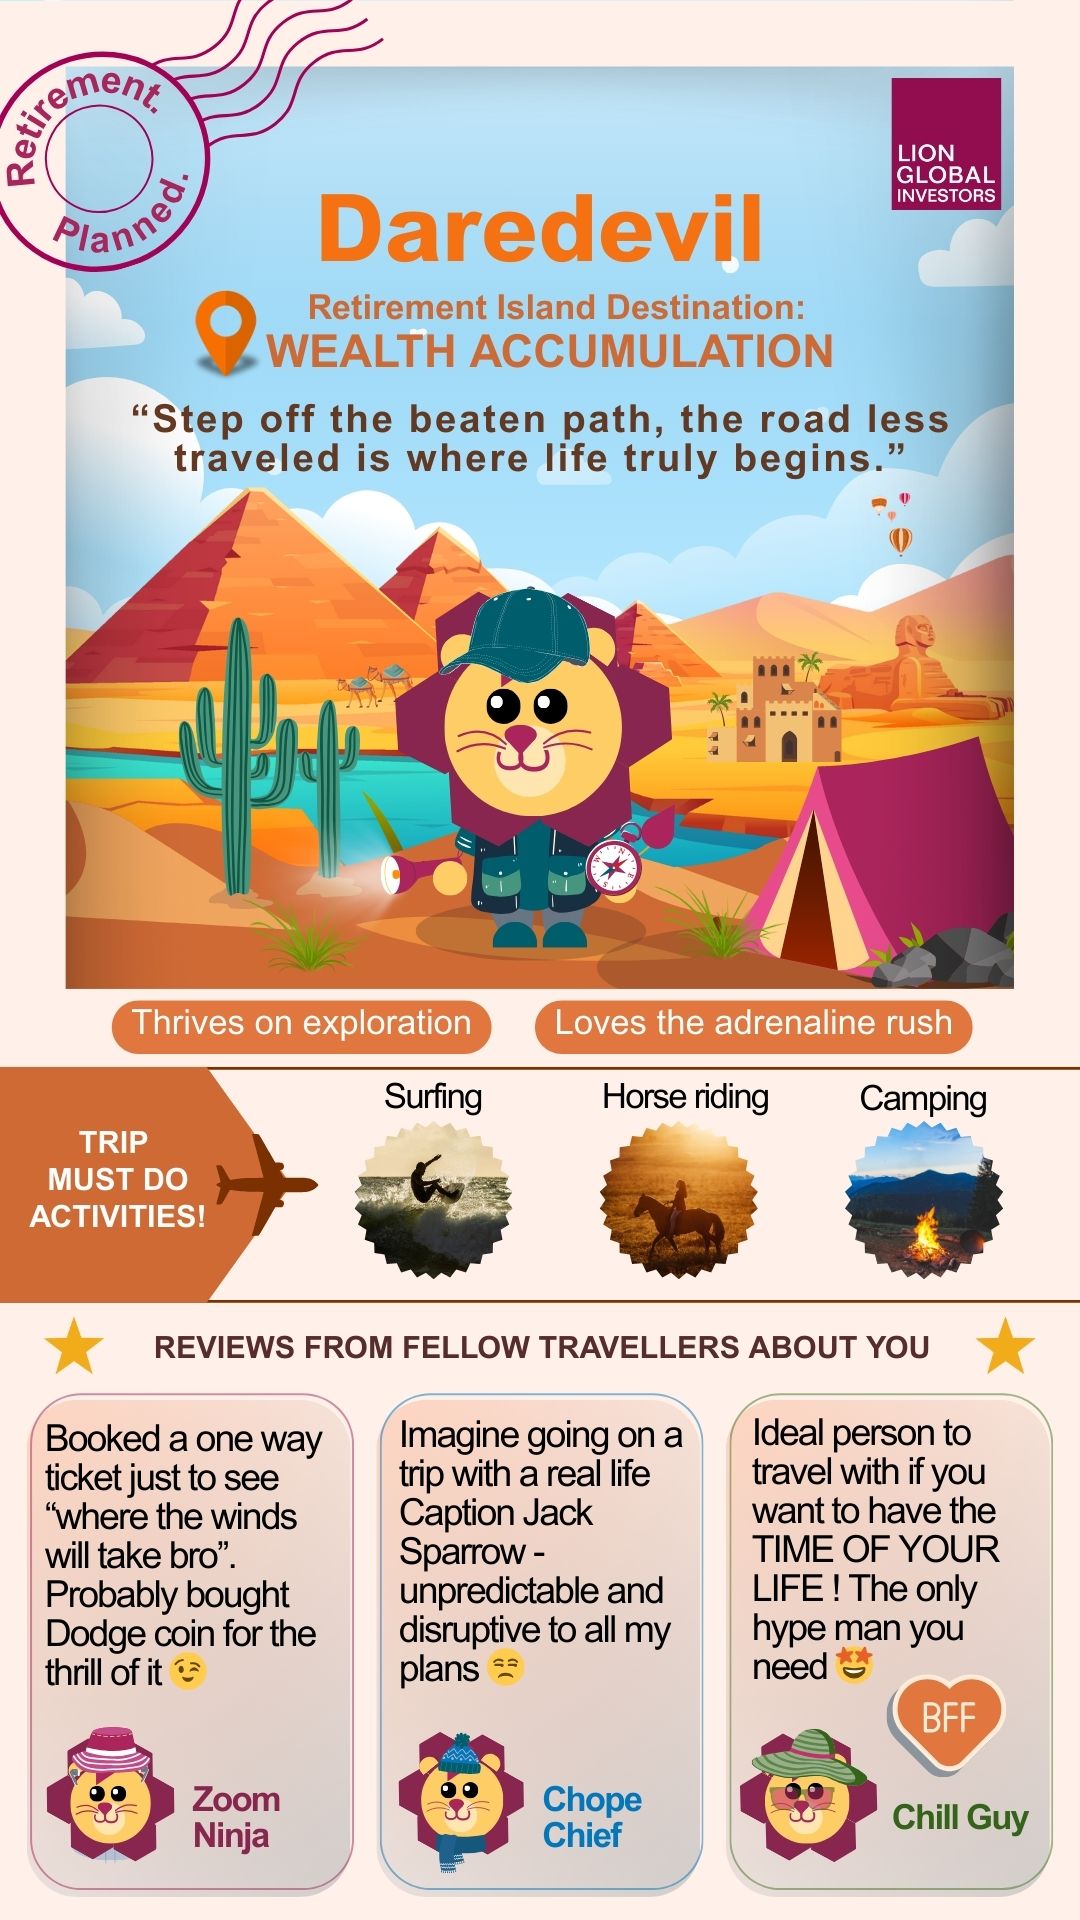 Retirement.
Planned.
LION
GLOBAL
INVESTORS
Daredevil
Retirement Island Destination:
WEALTH ACCUMULATION
“Step off the beaten path, the road less
traveled is where life truly begins.”
N
E
S
W
Thrives on exploration
Loves the adrenaline rush
TRIP
MUST DO
ACTIVITIES!
Surfing
Horse riding
Camping
REVIEWS FROM FELLOW TRAVELLERS ABOUT YOU
Booked a one way
ticket just to see
“where the winds
will take bro”.
Probably bought
Dodge coin for the
thrill of it 😉
Zoom
Ninja
Imagine going on a
trip with a real life
Caption Jack
Sparrow -
unpredictable and
disruptive to all my
plans 😒
Chope
Chief
Ideal person to
travel with if you
want to have the
TIME OF YOUR
LIFE ! The only
hype man you
need 🤩
BFF
Chill Guy